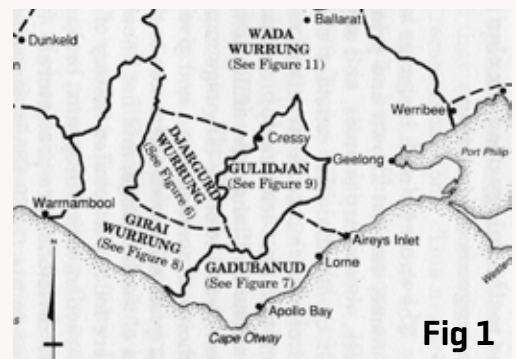 Ballarat
Dunkeld
WADA
WURRUNG
(See Figure 11)
Werribee
Cressy
Port Philip
DJARGURD
WURRUNG
(See Figure 6)
GULIDJAN
(See Figure 9)
Geelong
Warrnambool
GIRAI
WURRUNG
(See Figure 8)
N
Aireys Inlet
GADUBANUD
(See Figure 7)
Lorne
Western
Apollo Bay
Cape Otway
Fig 1